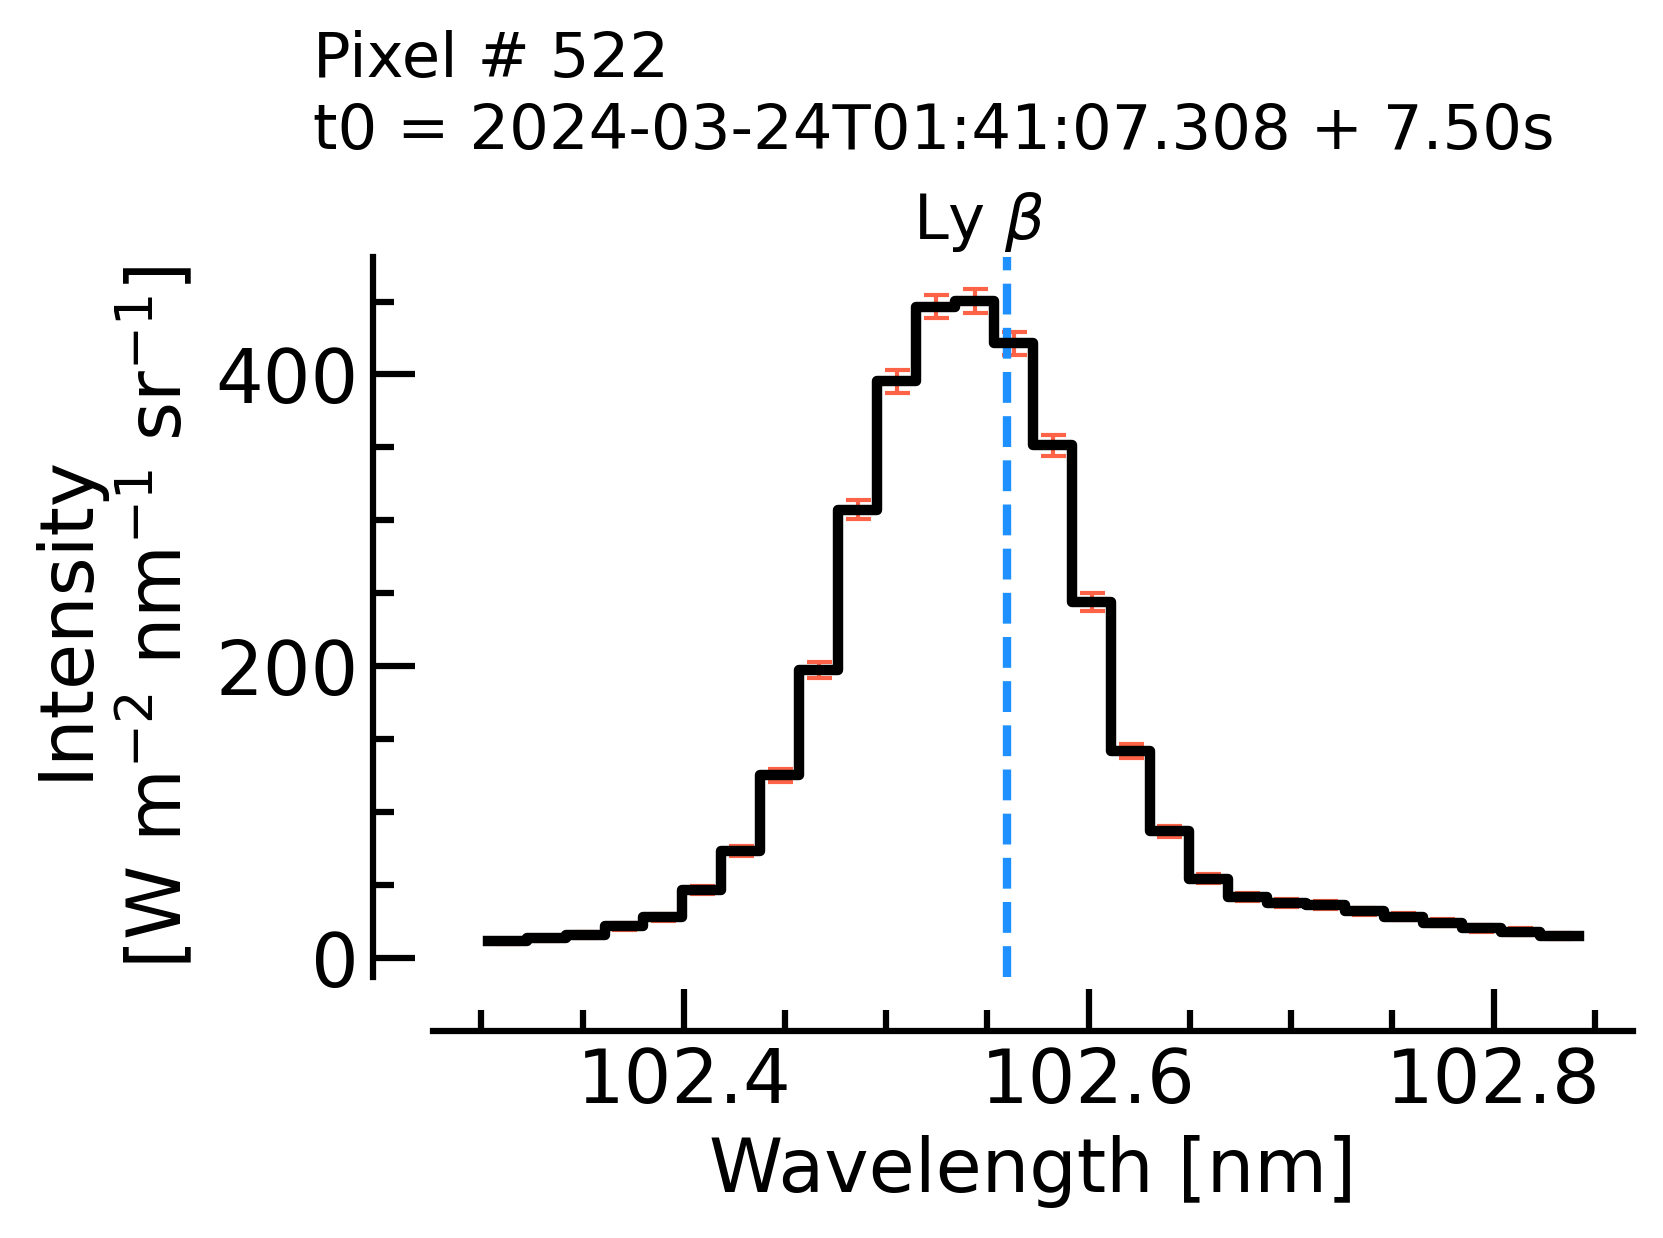 Pixel # 522
t0 = 2024-03-24T01:41:07.308 + 7.50s
Ly β
Intensity
[W m⁻² nm⁻¹ sr⁻¹]
400
200
0
102.4 102.6 102.8
Wavelength [nm]